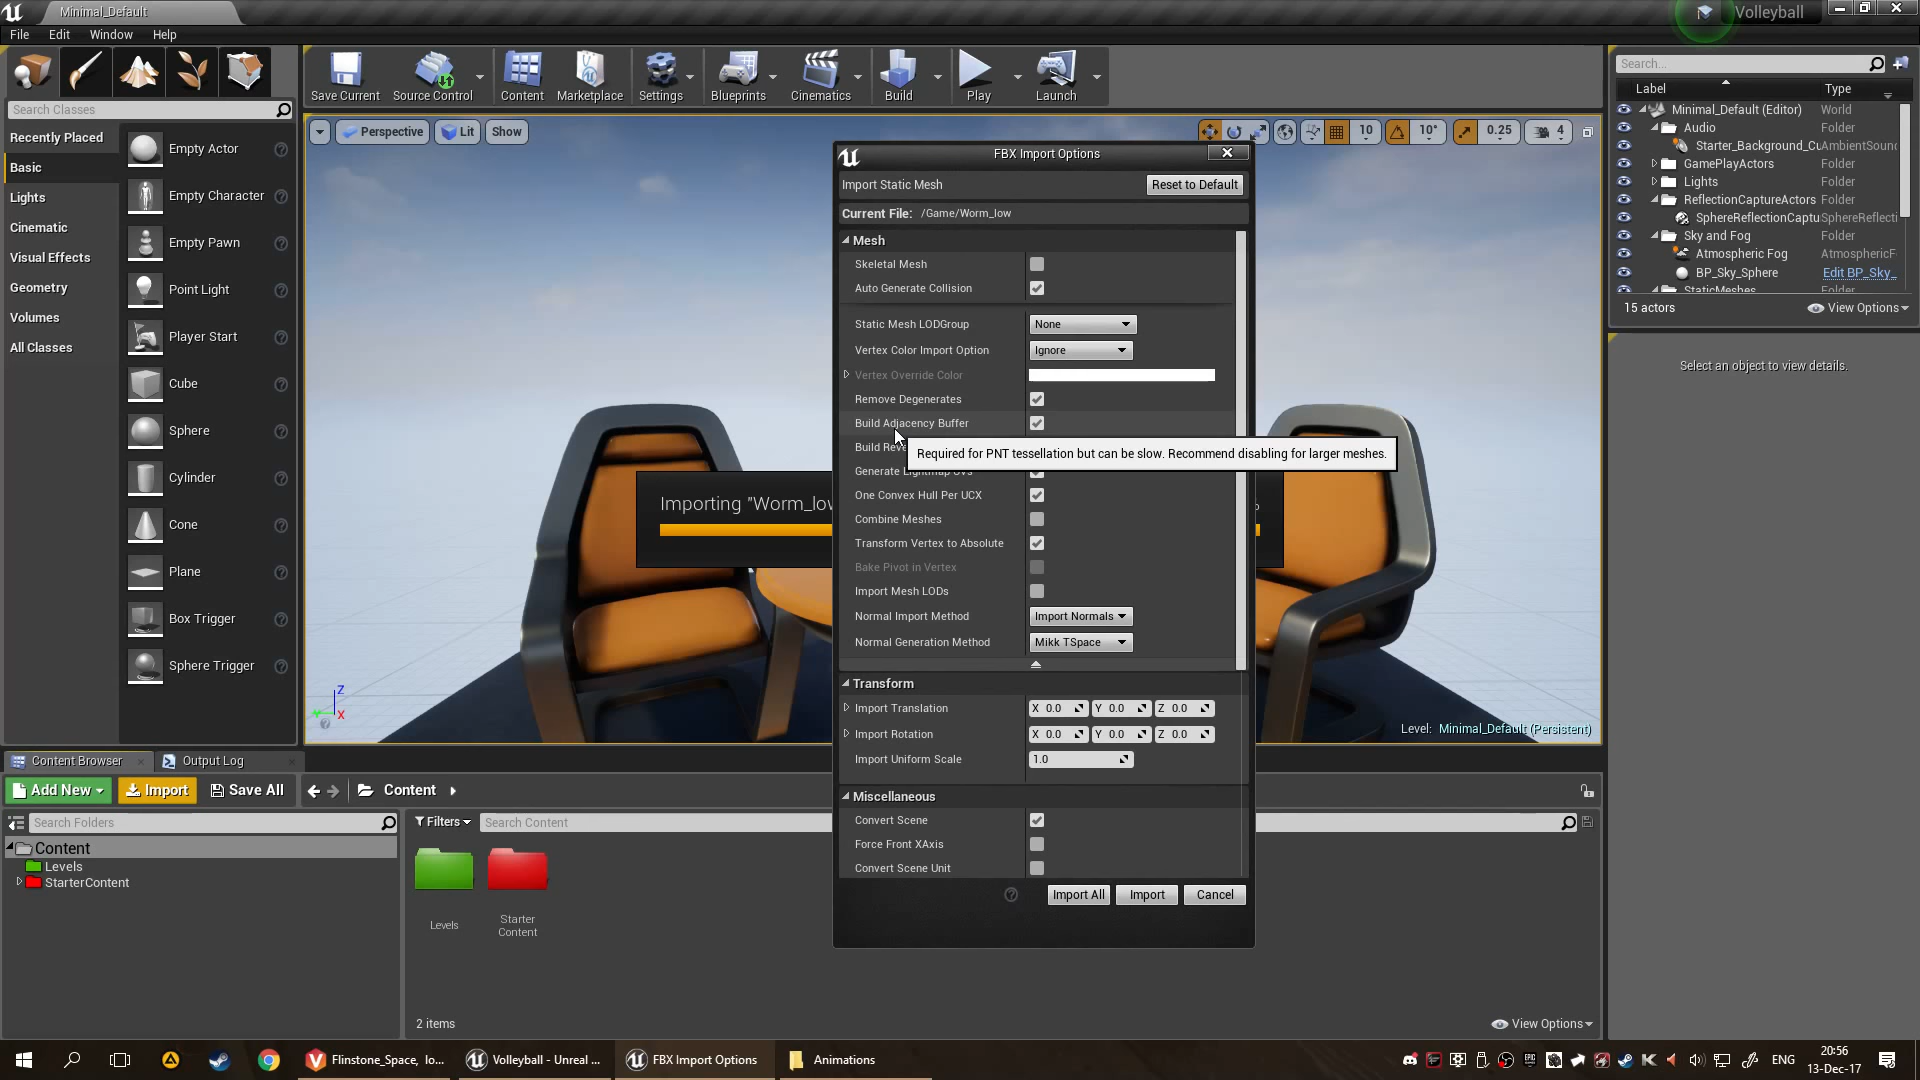 Minimal_Default
Volleyball
File Edit Window Help
Save Current
Source Control
Content
Marketplace
Settings
Blueprints
Cinematics
Build
Play
Launch
Search Classes
Recently Placed
Basic
Lights
Cinematic
Visual Effects
Geometry
Volumes
All Classes
Empty Actor
Empty Character
Empty Pawn
Point Light
Player Start
Cube
Sphere
Cylinder
Cone
Plane
Box Trigger
Sphere Trigger
Perspective Lit Show
10 10° 0.25 4
Z
X
Importing "Worm_low
Level: Minimal_Default (Persistent)
FBX Import Options
Import Static Mesh Reset to Default
Current File: /Game/Worm_low
Mesh
Skeletal Mesh
Auto Generate Collision
Static Mesh LODGroup None
Vertex Color Import Option Ignore
Vertex Override Color
Remove Degenerates
Build Adjacency Buffer
Build Reve
Required for PNT tessellation but can be slow. Recommend disabling for larger meshes.
Generate Lightmap UVs
One Convex Hull Per UCX
Combine Meshes
Transform Vertex to Absolute
Bake Pivot in Vertex
Import Mesh LODs
Normal Import Method Import Normals
Normal Generation Method Mikk TSpace
Transform
Import Translation X 0.0 Y 0.0 Z 0.0
Import Rotation X 0.0 Y 0.0 Z 0.0
Import Uniform Scale 1.0
Miscellaneous
Convert Scene
Force Front XAxis
Convert Scene Unit
Import All Import Cancel
Search...
Label Type
Minimal_Default (Editor) World
Audio Folder
Starter_Background_Cu AmbientSound
GamePlayActors Folder
Lights Folder
ReflectionCaptureActors Folder
SphereReflectionCaptu SphereReflecti
Sky and Fog Folder
Atmospheric Fog AtmosphericF
BP_Sky_Sphere Edit BP_Sky_
StaticMeshes Folder
15 actors View Options
Select an object to view details.
Content Browser Output Log
Add New Import Save All Content
Search Folders
Content
Levels
StarterContent
Filters Search Content
Levels
Starter
Content
2 items View Options
Flinstone_Space, lo...
Volleyball - Unreal ...
FBX Import Options
Animations
ENG
20:56
13-Dec-17